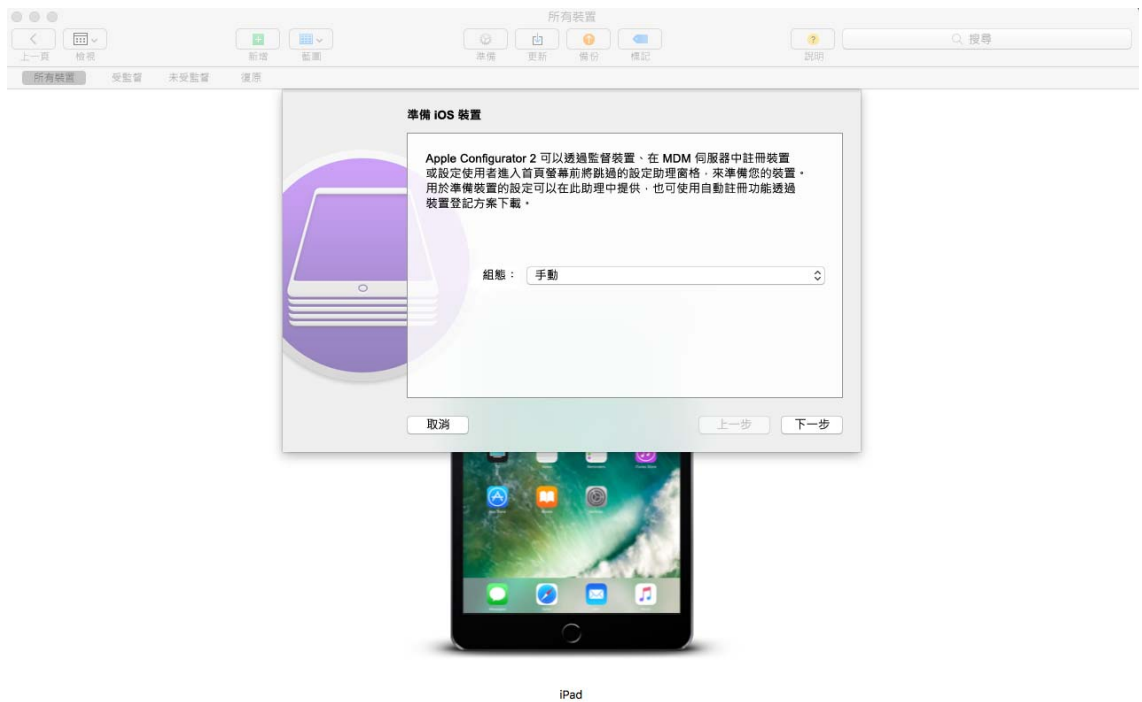 所有裝置
上一頁
檢視
新增
藍圖
準備
更新
備份
標記
說明
搜尋
所有裝置
受監督
未受監督
復原
準備 iOS 裝置
Apple Configurator 2 可以透過監督裝置、在 MDM 伺服器中註冊裝置
或設定使用者進入首頁螢幕前將跳過的設定助理窗格，來準備您的裝置。
用於準備裝置的設定可以在此助理中提供，也可使用自動註冊功能透過
裝置登記方案下載。
組態：
手動
取消
上一步
下一步
iPad